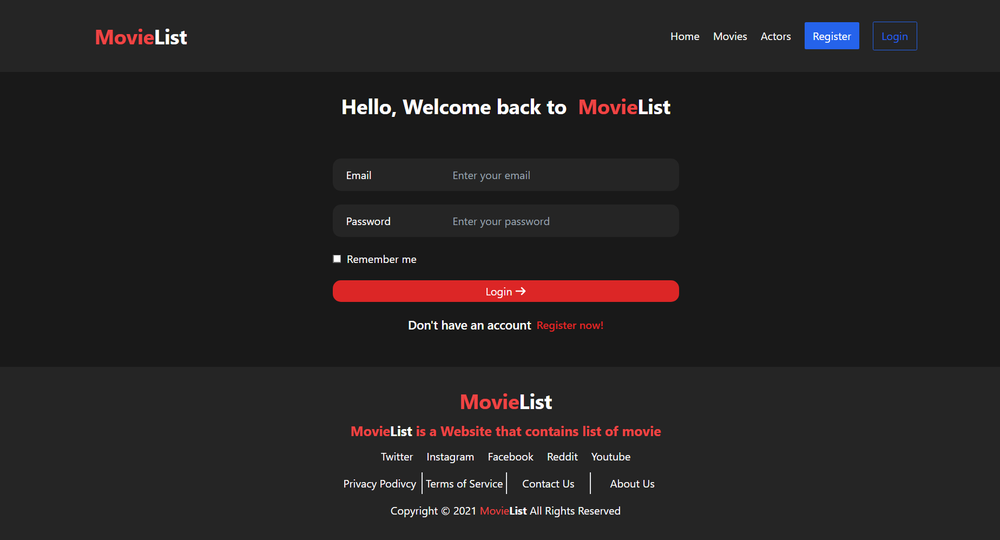 MovieList Home Movies Actors Register Login
Hello, Welcome back to MovieList
Email Enter your email
Password Enter your password
Remember me
Login
Don't have an account Register now!
MovieList
MovieList is a Website that contains list of movie
Twitter Instagram Facebook Reddit Youtube
Privacy Podivcy Terms of Service Contact Us About Us
Copyright © 2021 MovieList All Rights Reserved